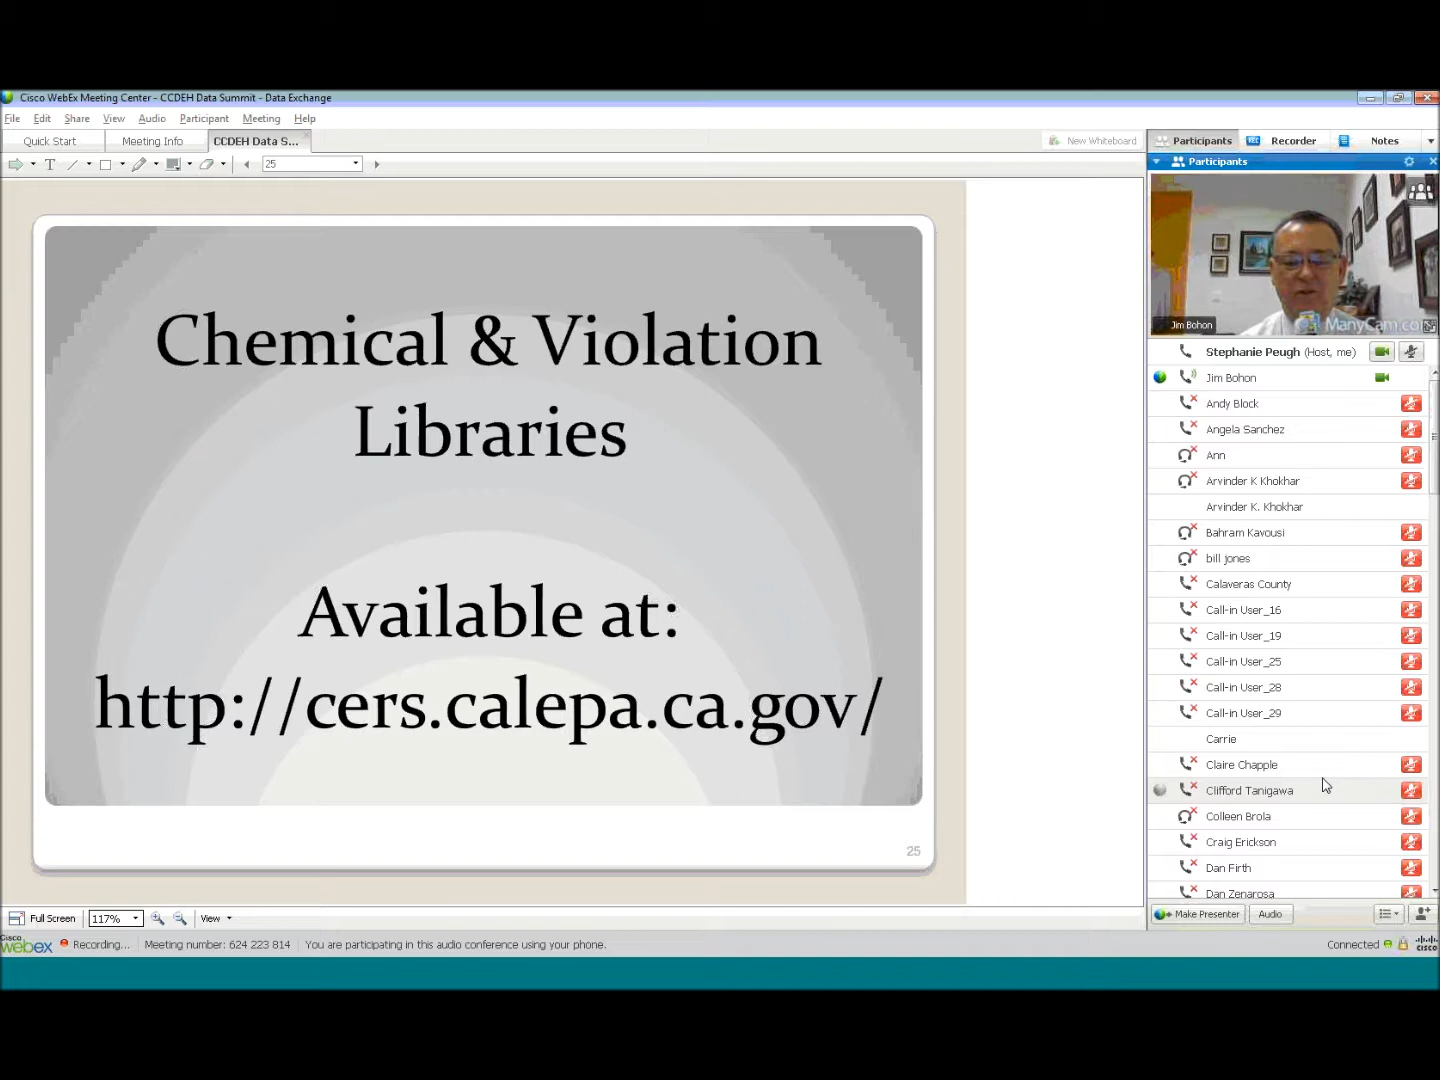 Cisco WebEx Meeting Center - CCDEH Data Summit - Data Exchange
File Edit Share View Audio Participant Meeting Help
Quick Start Meeting Info CCDEH Data S... New Whiteboard
Participants Recorder Notes
25
Participants
Chemical & Violation
Libraries
Available at:
http://cers.calepa.ca.gov/
25
Jim Bohon
ManyCam.co
Stephanie Peugh (Host, me)
Jim Bohon
Andy Block
Angela Sanchez
Ann
Arvinder K Khokhar
Arvinder K. Khokhar
Bahram Kavousi
bill jones
Calaveras County
Call-in User_16
Call-in User_19
Call-in User_25
Call-in User_28
Call-in User_29
Carrie
Claire Chapple
Clifford Tanigawa
Colleen Brola
Craig Erickson
Dan Firth
Dan Zenarosa
Full Screen 117% View
Make Presenter Audio
Cisco webex Recording... Meeting number: 624 223 814 You are participating in this audio conference using your phone. Connected cisco